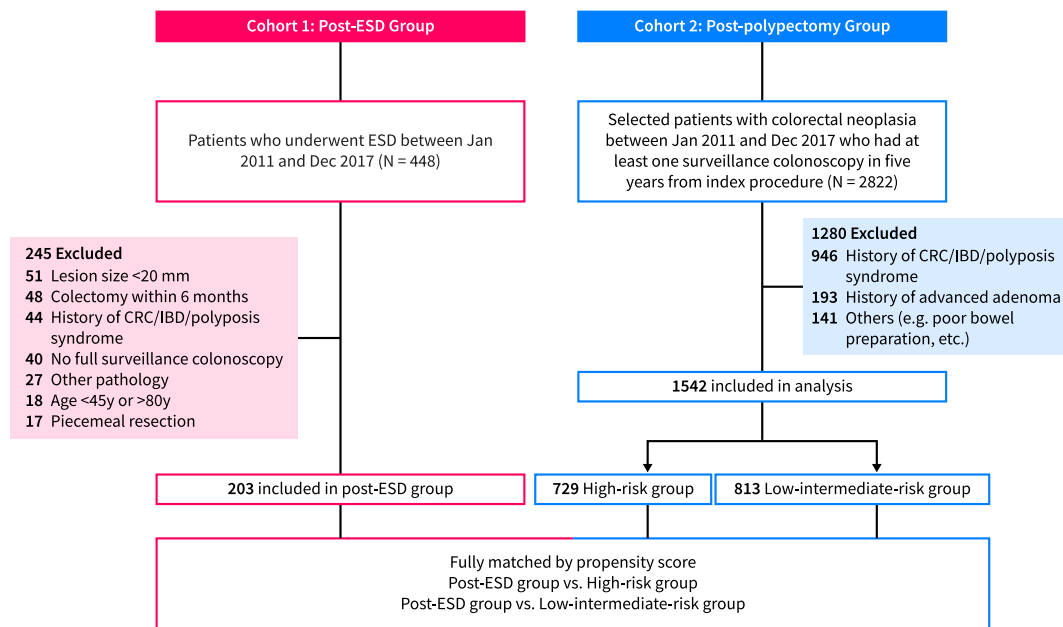 Cohort 1: Post-ESD Group
Patients who underwent ESD between Jan
2011 and Dec 2017 (N = 448)
245 Excluded
51 Lesion size <20 mm
48 Colectomy within 6 months
44 History of CRC/IBD/polyposis
syndrome
40 No full surveillance colonoscopy
27 Other pathology
18 Age <45y or >80y
17 Piecemeal resection
203 included in post-ESD group
Cohort 2: Post-polypectomy Group
Selected patients with colorectal neoplasia
between Jan 2011 and Dec 2017 who had at
least one surveillance colonoscopy in five
years from index procedure (N = 2822)
1280 Excluded
946 History of CRC/IBD/polyposis
syndrome
193 History of advanced adenoma
141 Others (e.g. poor bowel
preparation, etc.)
1542 included in analysis
729 High-risk group
813 Low-intermediate-risk group
Fully matched by propensity score
Post-ESD group vs. High-risk group
Post-ESD group vs. Low-intermediate-risk group